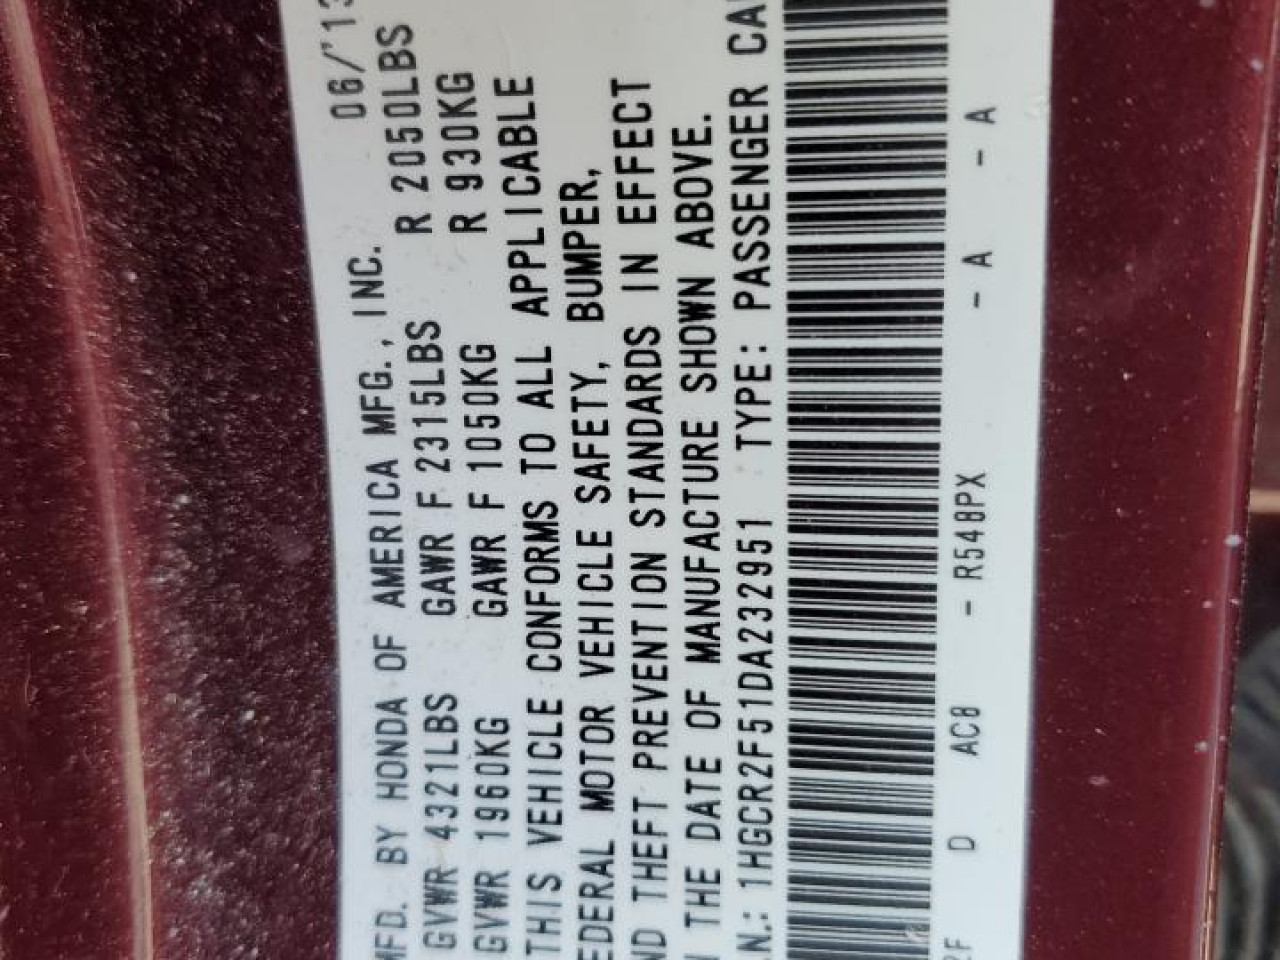 MFD. BY HONDA OF AMERICA MFG., INC. 06/'13
GVWR 4321LBS GAWR F 2315LBS R 2050LBS
GVWR 1960KG GAWR F 1050KG R 930KG
THIS VEHICLE CONFORMS TO ALL APPLICABLE
FEDERAL MOTOR VEHICLE SAFETY, BUMPER,
ND THEFT PREVENTION STANDARDS IN EFFECT
N THE DATE OF MANUFACTURE SHOWN ABOVE.
.N.: 1HGCR2F51DA232951 TYPE: PASSENGER CA
2F D AC8 - R548PX - A - A